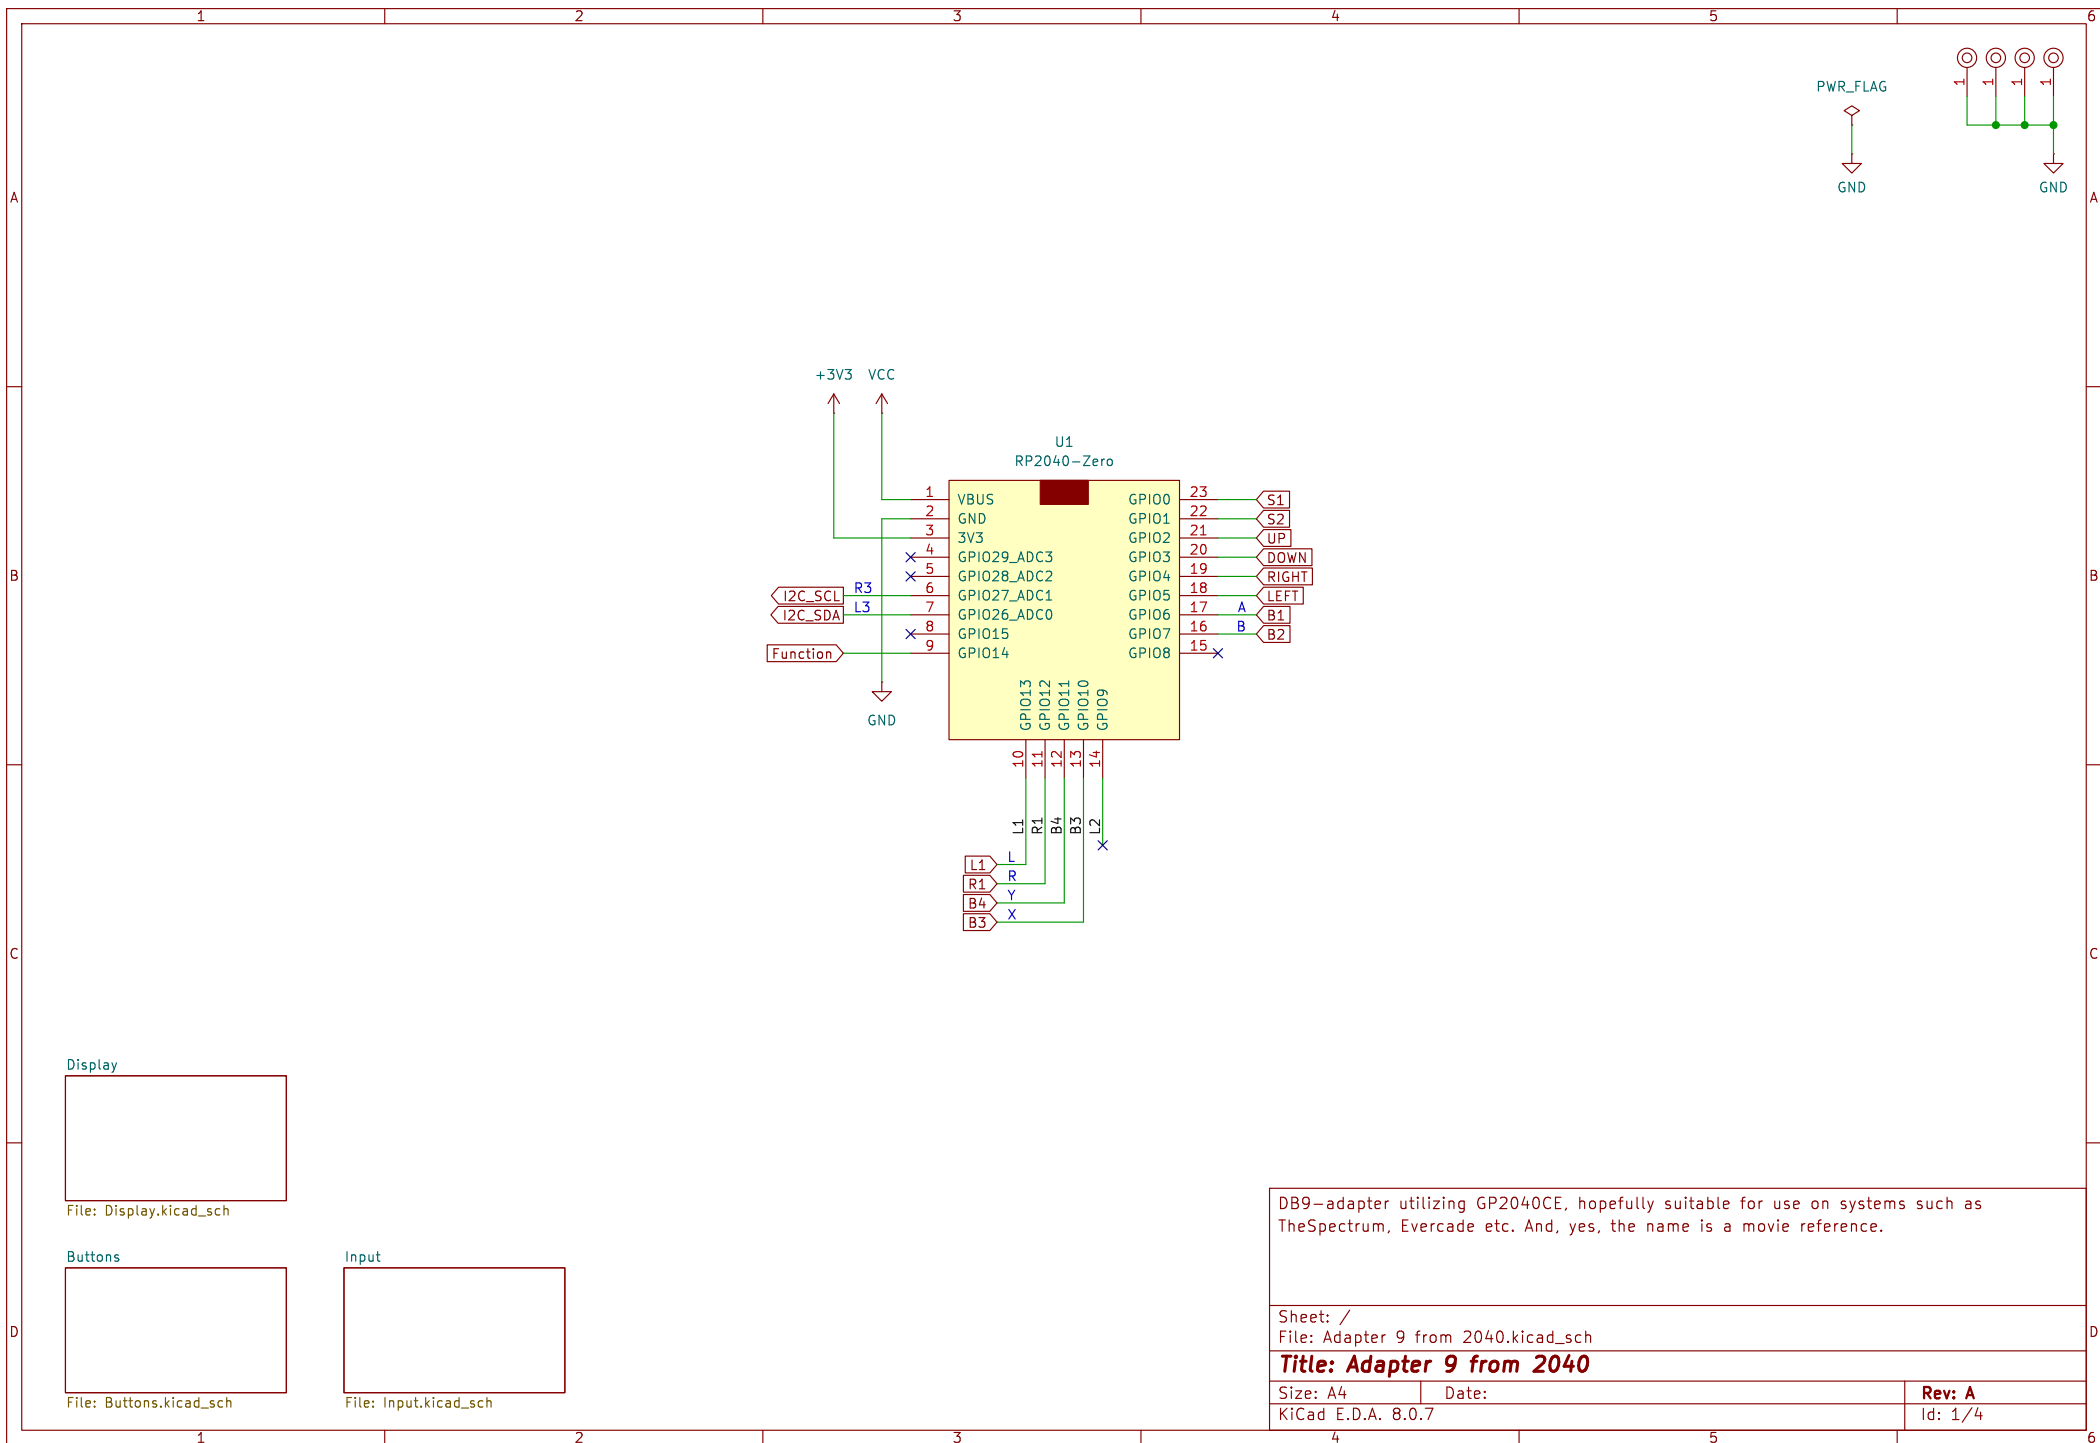 1 2 3 4 5 6
PWR_FLAG
1 1 1 1
GND GND
A A
+3V3 VCC
U1
RP2040-Zero
1 VBUS GPIO0 23 S1
2 GND GPIO1 22 S2
3 3V3 GPIO2 21 UP
4 GPIO29_ADC3 GPIO3 20 DOWN
B 5 GPIO28_ADC2 GPIO4 19 RIGHT B
I2C_SCL R3 6 GPIO27_ADC1 GPIO5 18 LEFT
I2C_SDA L3 7 GPIO26_ADC0 GPIO6 17 A B1
8 GPIO15 GPIO7 16 B B2
Function 9 GPIO14 GPIO8 15
GPIO13 GPIO12 GPIO11 GPIO10 GPIO9
GND
10 11 12 13 14
L1 R1 B4 B3 L2
L1 L
R1 R
B4 Y
B3 X
C C
Display
File: Display.kicad_sch
DB9-adapter utilizing GP2040CE, hopefully suitable for use on systems such as
TheSpectrum, Evercade etc. And, yes, the name is a movie reference.
Buttons Input
Sheet: /
D D
File: Adapter 9 from 2040.kicad_sch
Title: Adapter 9 from 2040
Size: A4 Date: Rev: A
File: Buttons.kicad_sch File: Input.kicad_sch
KiCad E.D.A. 8.0.7 Id: 1/4
1 2 3 4 5 6